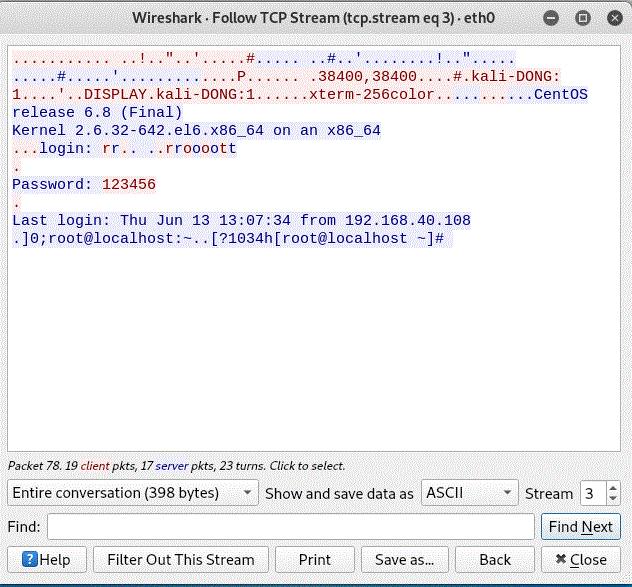 Wireshark · Follow TCP Stream (tcp.stream eq 3) · eth0
........... ..!.."..'.....#..... ..#..'........!..".....
.....#.....'.............P...... .38400,38400....#.kali-DONG:
1....'..DISPLAY.kali-DONG:1......xterm-256color...........CentOS
release 6.8 (Final)
Kernel 2.6.32-642.el6.x86_64 on an x86_64
...login: rr.. ..rroooott
.
Password: 123456
.
Last login: Thu Jun 13 13:07:34 from 192.168.40.108
.]0;root@localhost:~..[?1034h[root@localhost ~]#
Packet 78. 19 client pkts, 17 server pkts, 23 turns. Click to select.
Entire conversation (398 bytes) Show and save data as ASCII Stream 3
Find: Find Next
?Help Filter Out This Stream Print Save as... Back Close